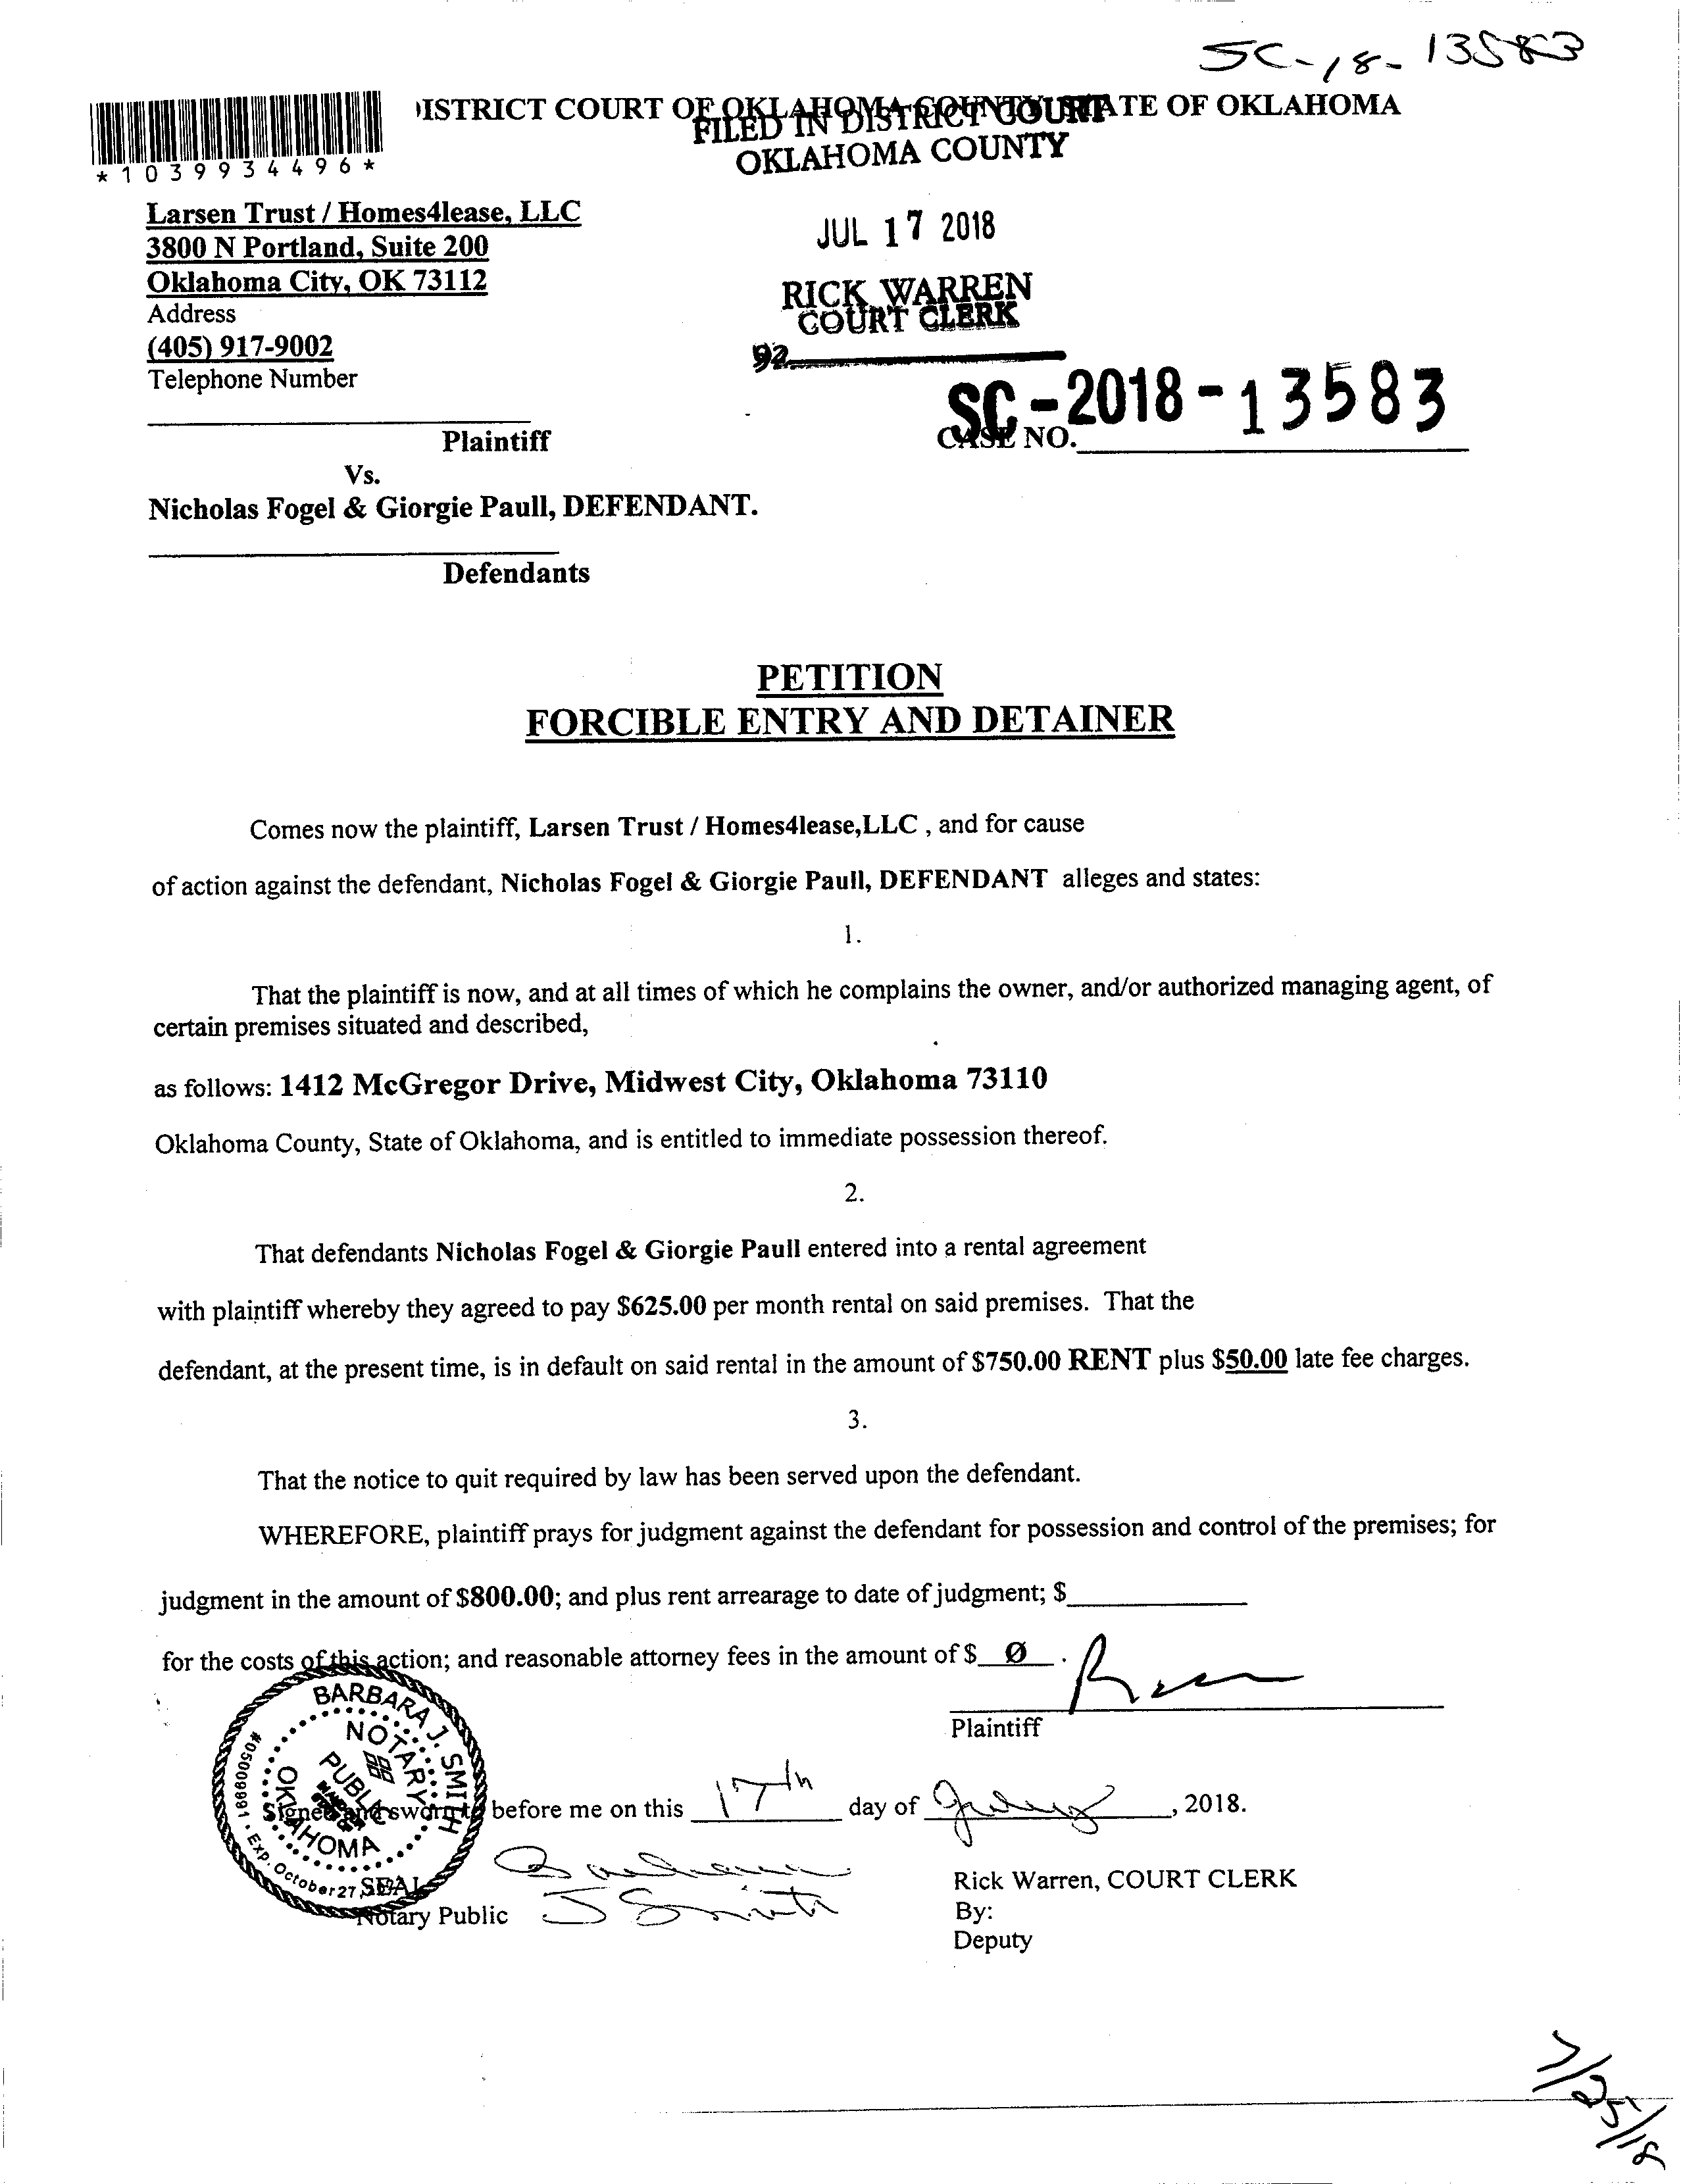 SC-18-13583
ISTRICT COURT OF OKLAHOMA COUNTY STATE OF OKLAHOMA
FILED IN DISTRICT COURT
OKLAHOMA COUNTY
*1039934496*
JUL 17 2018
RICK WARREN
COURT CLERK
92
Larsen Trust / Homes4lease, LLC
3800 N Portland, Suite 200
Oklahoma City, OK 73112
Address
(405) 917-9002
Telephone Number
Plaintiff
SC-2018-13583
CASE NO.
Vs.
Nicholas Fogel & Giorgie Paull, DEFENDANT.
Defendants
PETITION
FORCIBLE ENTRY AND DETAINER
Comes now the plaintiff, Larsen Trust / Homes4lease,LLC , and for cause
of action against the defendant, Nicholas Fogel & Giorgie Paull, DEFENDANT alleges and states:
1.
That the plaintiff is now, and at all times of which he complains the owner, and/or authorized managing agent, of
certain premises situated and described,
as follows: 1412 McGregor Drive, Midwest City, Oklahoma 73110
Oklahoma County, State of Oklahoma, and is entitled to immediate possession thereof.
2.
That defendants Nicholas Fogel & Giorgie Paull entered into a rental agreement
with plaintiff whereby they agreed to pay $625.00 per month rental on said premises. That the
defendant, at the present time, is in default on said rental in the amount of $750.00 RENT plus $50.00 late fee charges.
3.
That the notice to quit required by law has been served upon the defendant.
WHEREFORE, plaintiff prays for judgment against the defendant for possession and control of the premises; for
judgment in the amount of $800.00; and plus rent arrearage to date of judgment; $
for the costs of this action; and reasonable attorney fees in the amount of $ Ø .
Plaintiff
BARBARA J. SMITH
NOTARY
PUBLIC
OKLAHOMA
#05009991 · Exp. October 27,
Signed and sworn to before me on this 17th day of July, 2018.
SEAL
Barbara
J Smith
Notary Public
Rick Warren, COURT CLERK
By:
Deputy
7/25/18